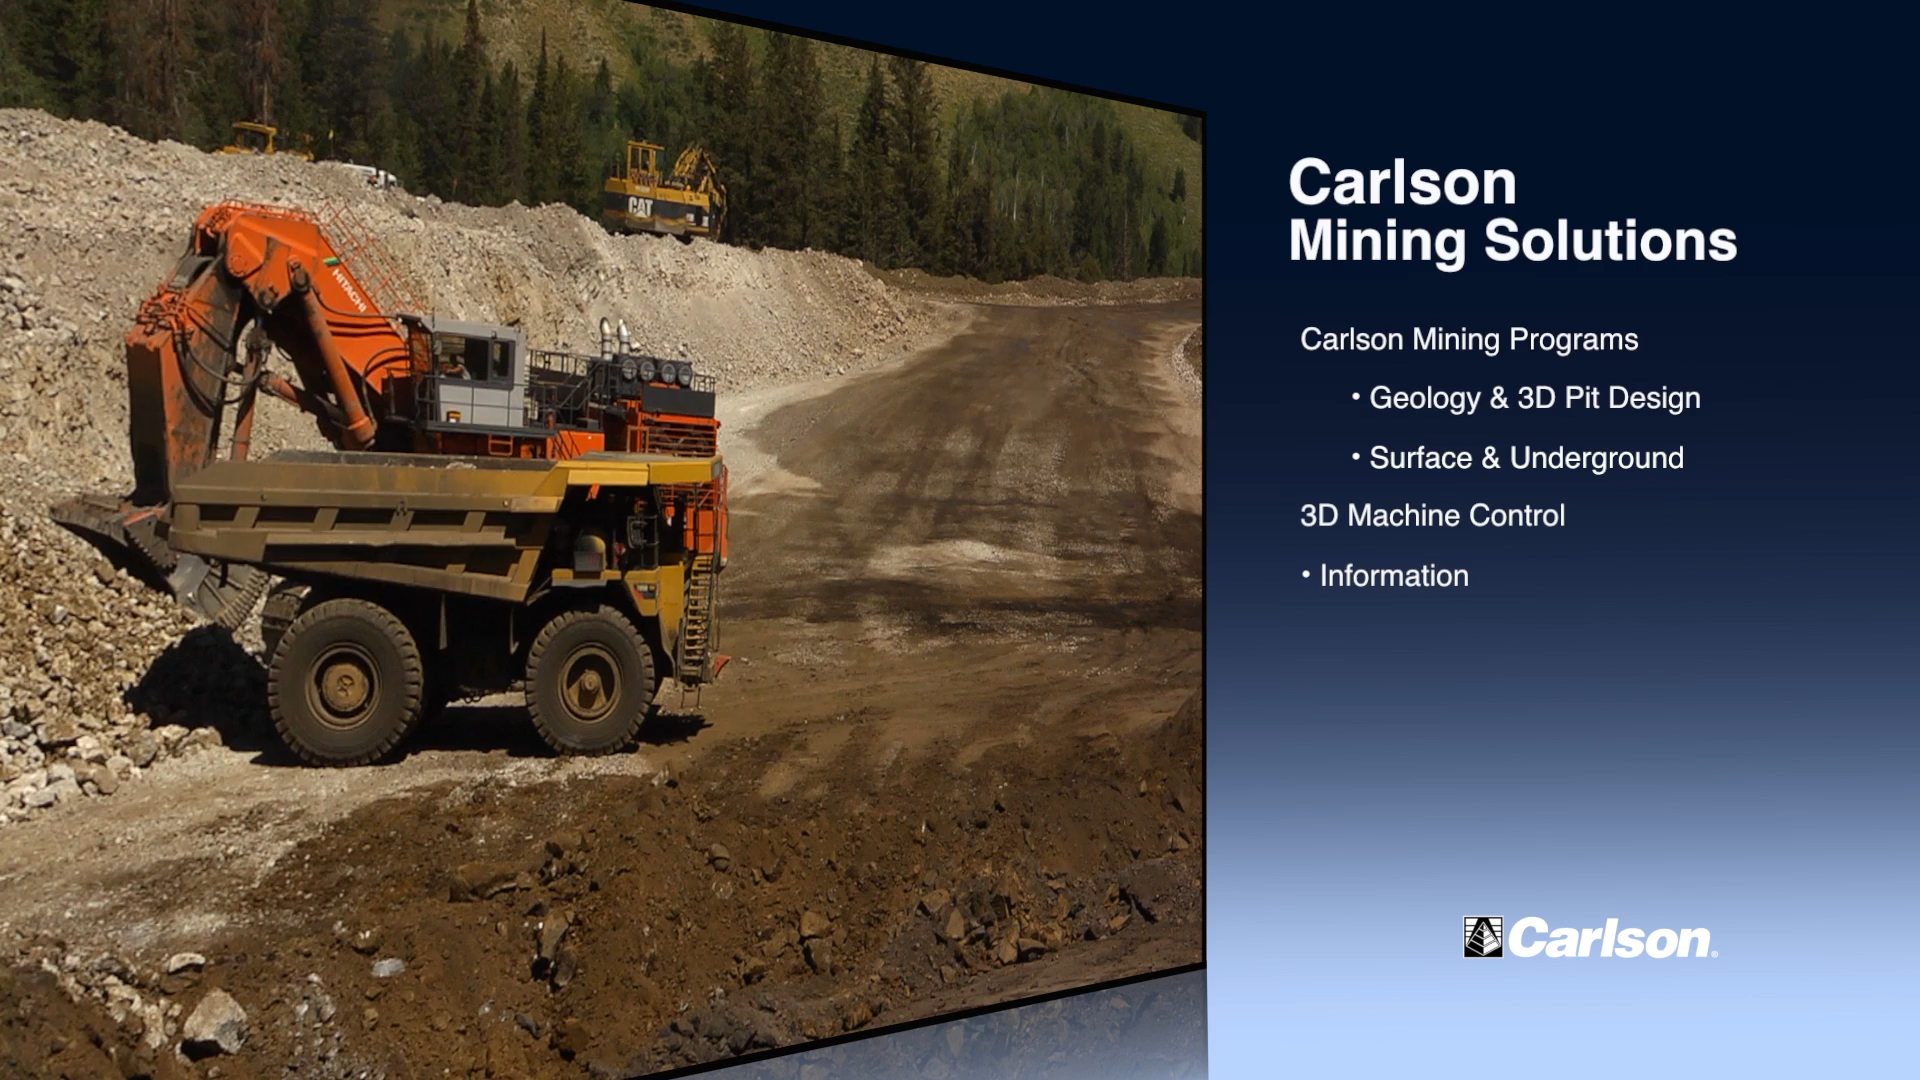 Carlson
Mining Solutions
Carlson Mining Programs
• Geology & 3D Pit Design
• Surface & Underground
3D Machine Control
• Information
HITACHI
CAT
Carlson®